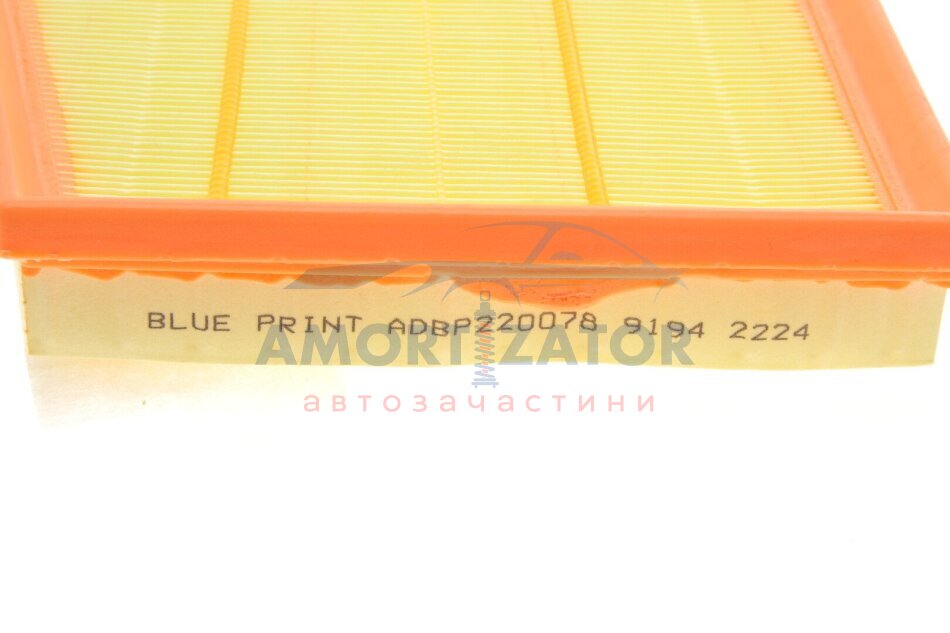 BLUE PRINT ADBP220078 9194 2224
AMORTIZATOR
автозачастини